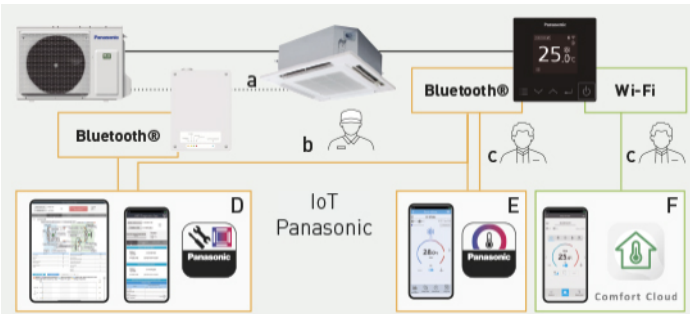 Panasonic
Panasonic
25.0°C
a
Bluetooth®
Wi-Fi
Bluetooth®
b
c
c
D
IoT
Panasonic
E
F
Panasonic
Panasonic
Comfort Cloud